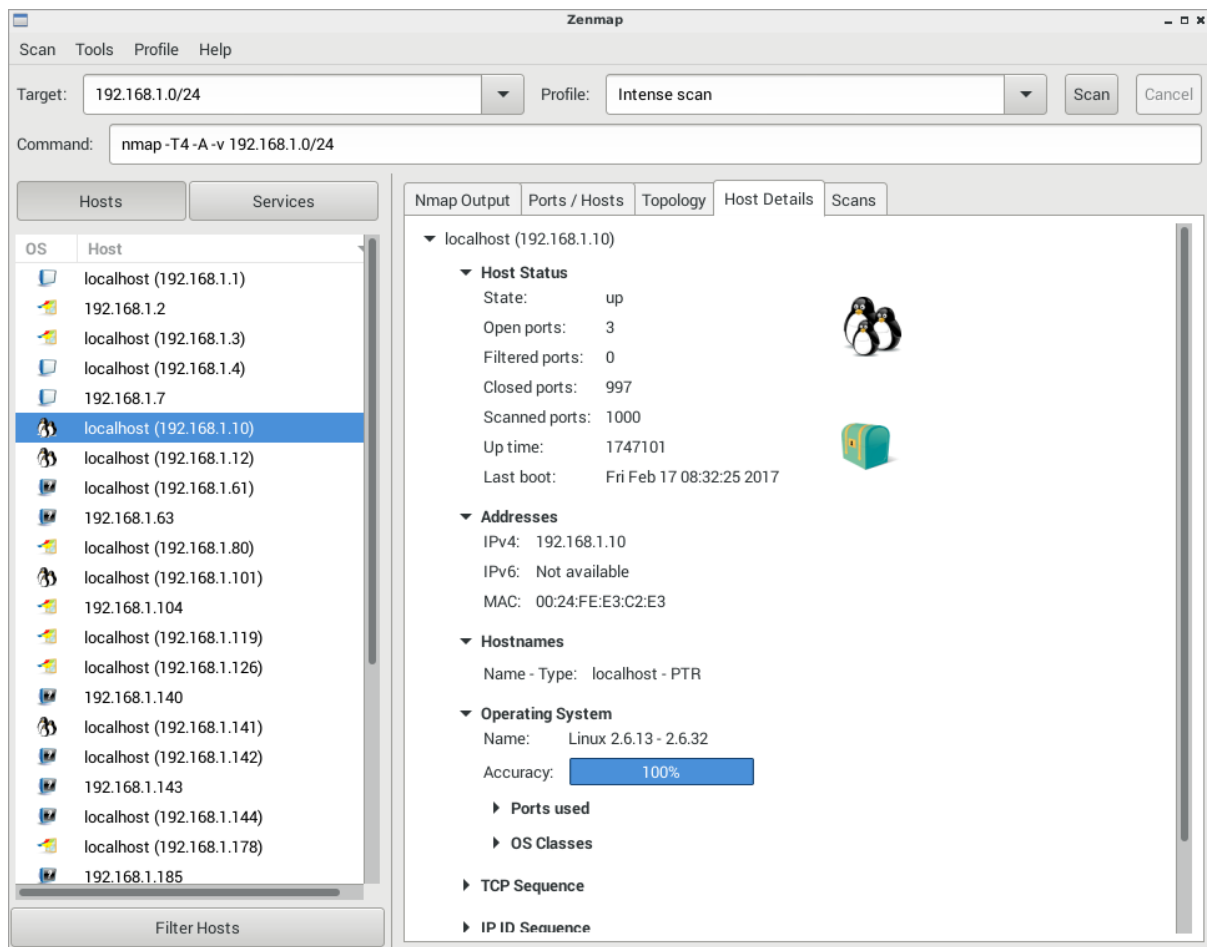 Zenmap
Scan Tools Profile Help
Target: 192.168.1.0/24 Profile: Intense scan Scan Cancel
Command: nmap -T4 -A -v 192.168.1.0/24
Hosts Services
OS Host
localhost (192.168.1.1)
192.168.1.2
localhost (192.168.1.3)
localhost (192.168.1.4)
192.168.1.7
localhost (192.168.1.10)
localhost (192.168.1.12)
localhost (192.168.1.61)
192.168.1.63
localhost (192.168.1.80)
localhost (192.168.1.101)
192.168.1.104
localhost (192.168.1.119)
localhost (192.168.1.126)
192.168.1.140
localhost (192.168.1.141)
localhost (192.168.1.142)
192.168.1.143
localhost (192.168.1.144)
localhost (192.168.1.178)
192.168.1.185
Filter Hosts
Nmap Output Ports / Hosts Topology Host Details Scans
localhost (192.168.1.10)
Host Status
State: up
Open ports: 3
Filtered ports: 0
Closed ports: 997
Scanned ports: 1000
Up time: 1747101
Last boot: Fri Feb 17 08:32:25 2017
Addresses
IPv4: 192.168.1.10
IPv6: Not available
MAC: 00:24:FE:E3:C2:E3
Hostnames
Name - Type: localhost - PTR
Operating System
Name: Linux 2.6.13 - 2.6.32
Accuracy: 100%
Ports used
OS Classes
TCP Sequence
IP ID Sequence